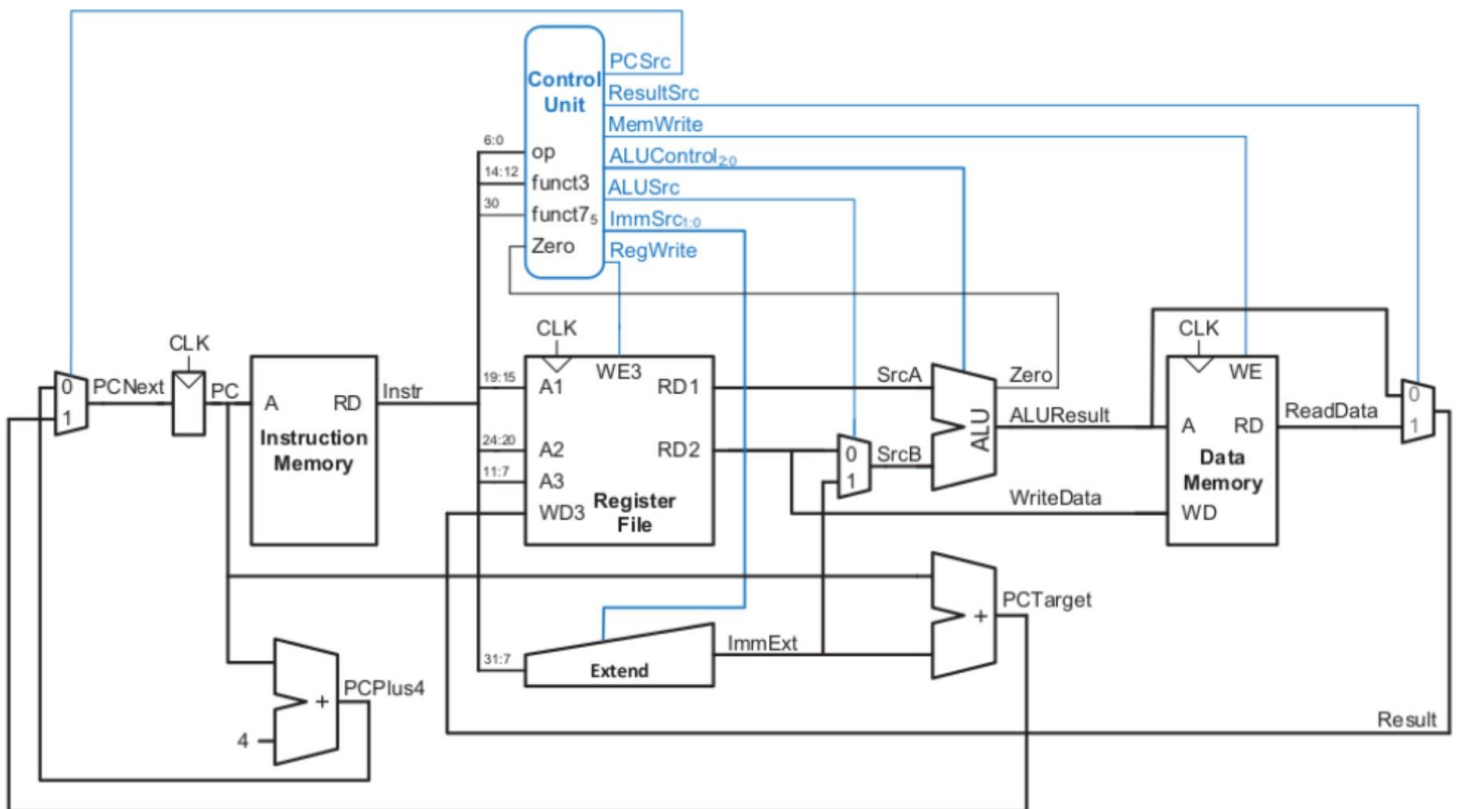 PCSrc
Control
Unit
ResultSrc
MemWrite
6:0
op
ALUControl2:0
14:12
funct3
ALUSrc
30
funct75
ImmSrc1:0
Zero
RegWrite
CLK
CLK
CLK
0
PCNext
PC
1
A
RD
Instruction
Memory
Instr
19:15
A1
WE3
RD1
24:20
A2
RD2
11:7
A3
WD3
Register
File
SrcA
0
SrcB
1
ALU
Zero
ALUResult
WriteData
WE
A
RD
Data
Memory
WD
ReadData
0
1
+
PCTarget
31:7
Extend
ImmExt
+
PCPlus4
4
Result